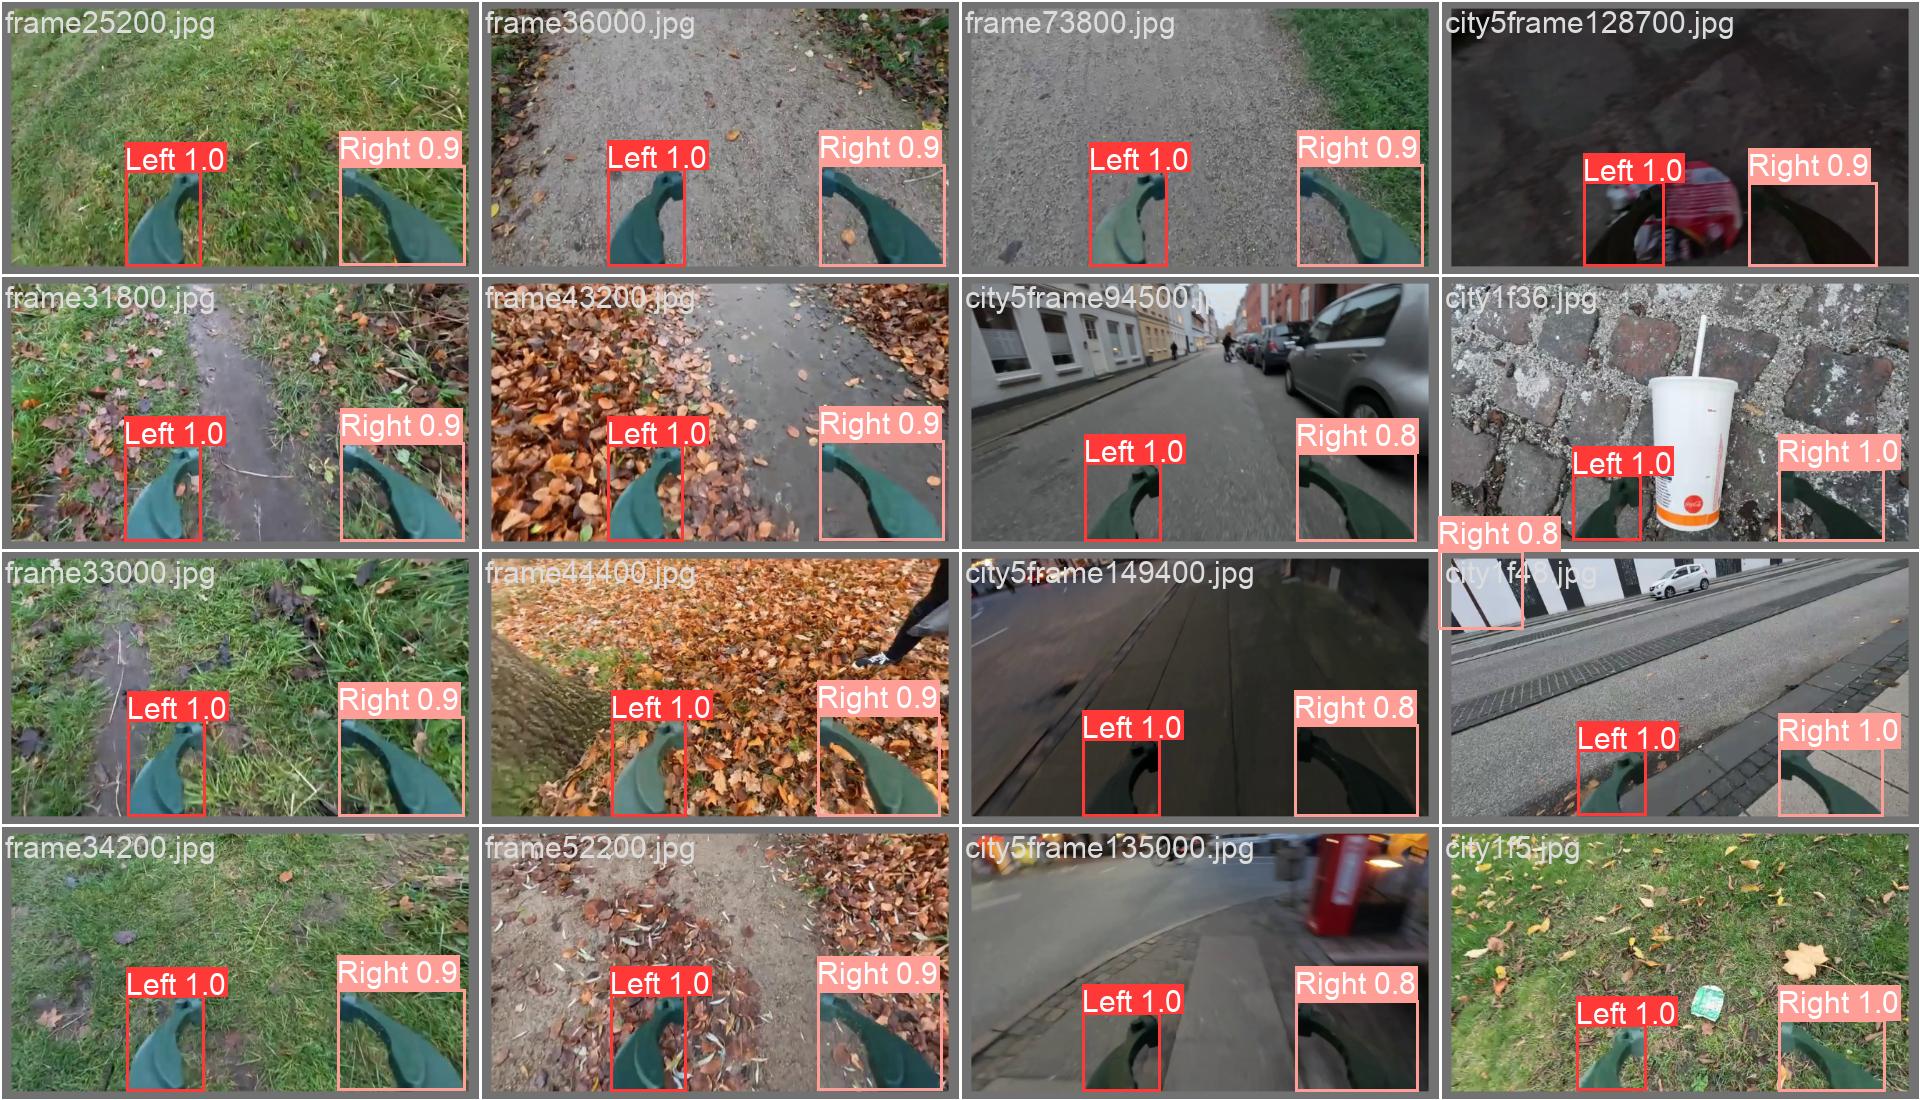 frame25200.jpg
Left 1.0
Right 0.9
frame36000.jpg
Left 1.0
Right 0.9
frame73800.jpg
Left 1.0
Right 0.9
city5frame128700.jpg
Left 1.0
Right 0.9
frame31800.jpg
Left 1.0
Right 0.9
frame43200.jpg
Left 1.0
Right 0.9
city5frame94500.jpg
Left 1.0
Right 0.8
city1f36.jpg
Left 1.0
Right 1.0
frame33000.jpg
Left 1.0
Right 0.9
frame44400.jpg
Left 1.0
Right 0.9
city5frame149400.jpg
Left 1.0
Right 0.8
Right 0.8
city1f48.jpg
Left 1.0
Right 1.0
frame34200.jpg
Left 1.0
Right 0.9
frame52200.jpg
Left 1.0
Right 0.9
city5frame135000.jpg
Left 1.0
Right 0.8
city1f5.jpg
Left 1.0
Right 1.0